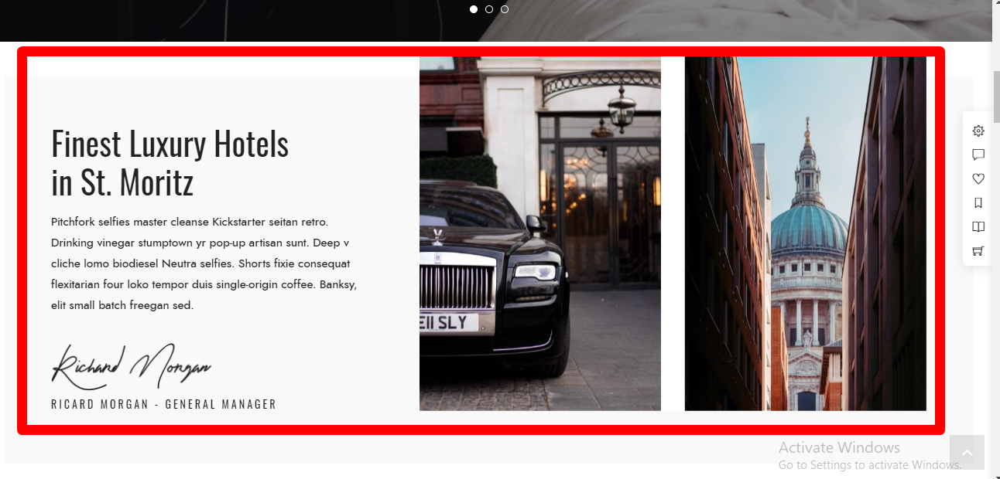 Finest Luxury Hotels
in St. Moritz
Pitchfork selfies master cleanse Kickstarter seitan retro.
Drinking vinegar stumptown yr pop-up artisan sunt. Deep v
cliche lomo biodiesel Neutra selfies. Shorts fixie consequat
flexitarian four loko tempor duis single-origin coffee. Banksy,
elit small batch freegan sed.
Richard Morgan
RICARD MORGAN - GENERAL MANAGER
EII SLY
Activate Windows
Go to Settings to activate Windows.